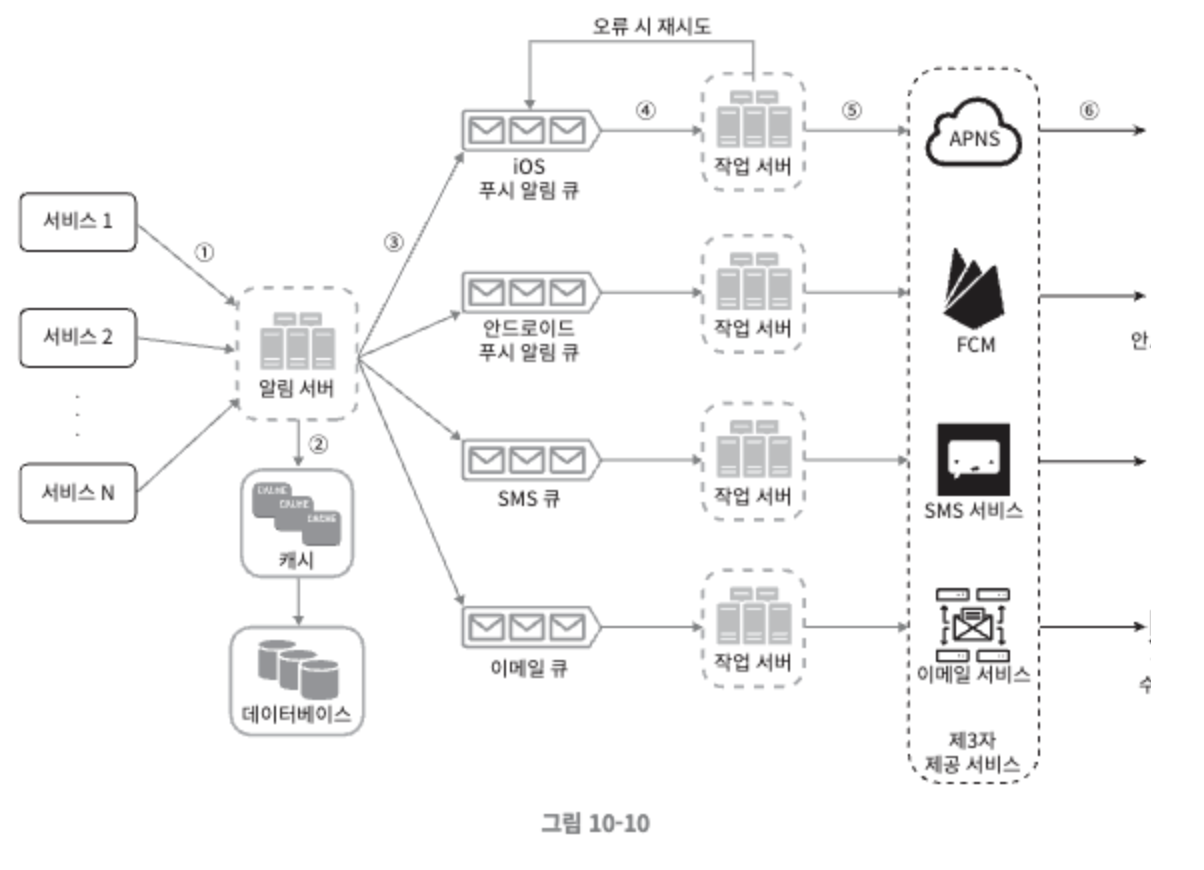 오류 시 재시도
④
⑤
⑥
APNS
작업 서버
iOS
푸시 알림 큐
서비스 1
①
③
서비스 2
알림 서버
안드로이드
푸시 알림 큐
작업 서버
FCM
②
서비스 N
CACHE
CACHE
CACHE
캐시
SMS 큐
작업 서버
SMS 서비스
데이터베이스
이메일 큐
작업 서버
이메일 서비스
제3자
제공 서비스
그림 10-10